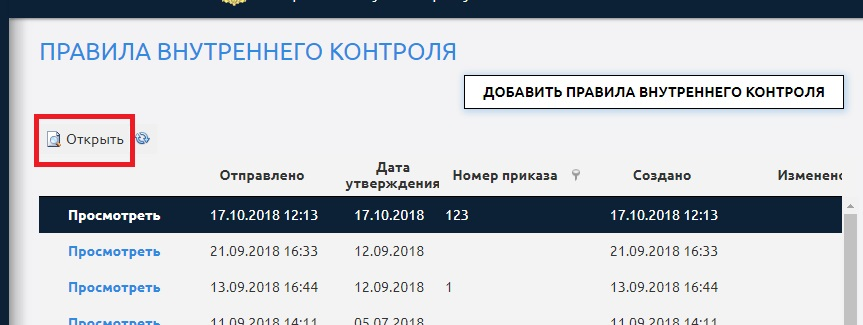 ПРАВИЛА ВНУТРЕННЕГО КОНТРОЛЯ
ДОБАВИТЬ ПРАВИЛА ВНУТРЕННЕГО КОНТРОЛЯ
Открыть
Отправлено Дата утверждения Номер приказа Создано Изменено
Просмотреть 17.10.2018 12:13 17.10.2018 123 17.10.2018 12:13
Просмотреть 21.09.2018 16:33 12.09.2018 21.09.2018 16:33
Просмотреть 13.09.2018 16:44 12.09.2018 1 13.09.2018 16:44
Просмотреть 11.09.2018 14:11 05.07.2018 11.09.2018 14:11